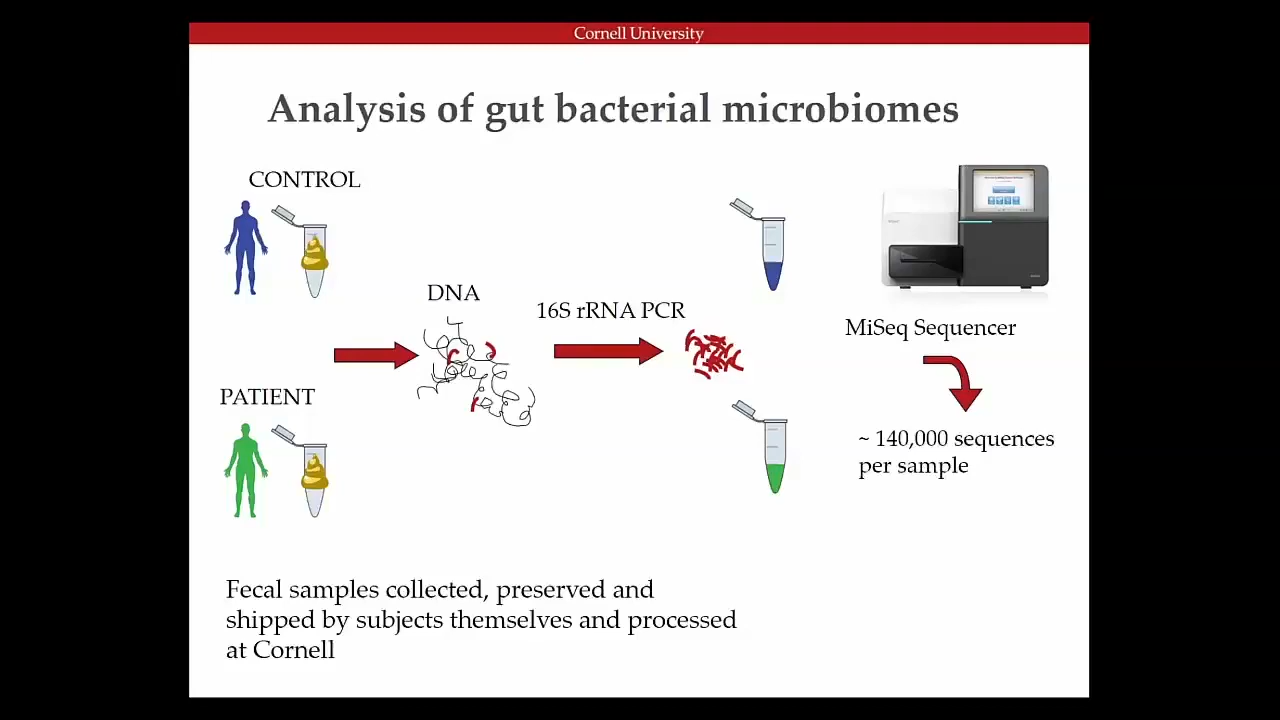 Cornell University
Analysis of gut bacterial microbiomes
CONTROL
DNA
16S rRNA PCR
MiSeq Sequencer
PATIENT
~ 140,000 sequences
per sample
Fecal samples collected, preserved and
shipped by subjects themselves and processed
at Cornell